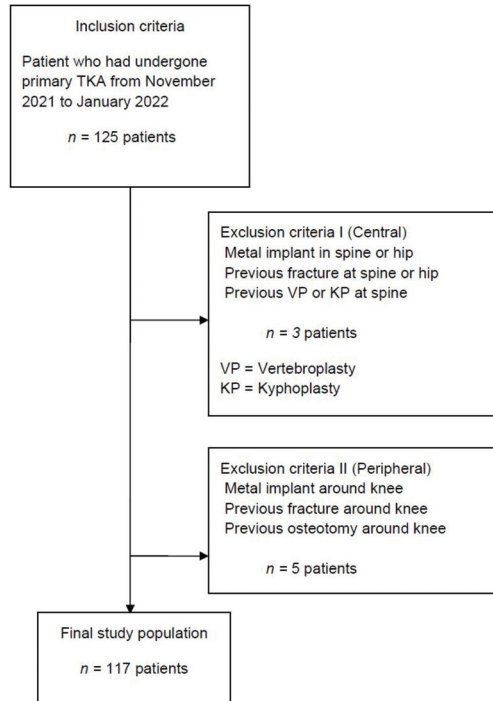 Inclusion criteria
Patient who had undergone
primary TKA from November
2021 to January 2022
n = 125 patients
Exclusion criteria I (Central)
Metal implant in spine or hip
Previous fracture at spine or hip
Previous VP or KP at spine
n = 3 patients
VP = Vertebroplasty
KP = Kyphoplasty
Exclusion criteria II (Peripheral)
Metal implant around knee
Previous fracture around knee
Previous osteotomy around knee
n = 5 patients
Final study population
n = 117 patients